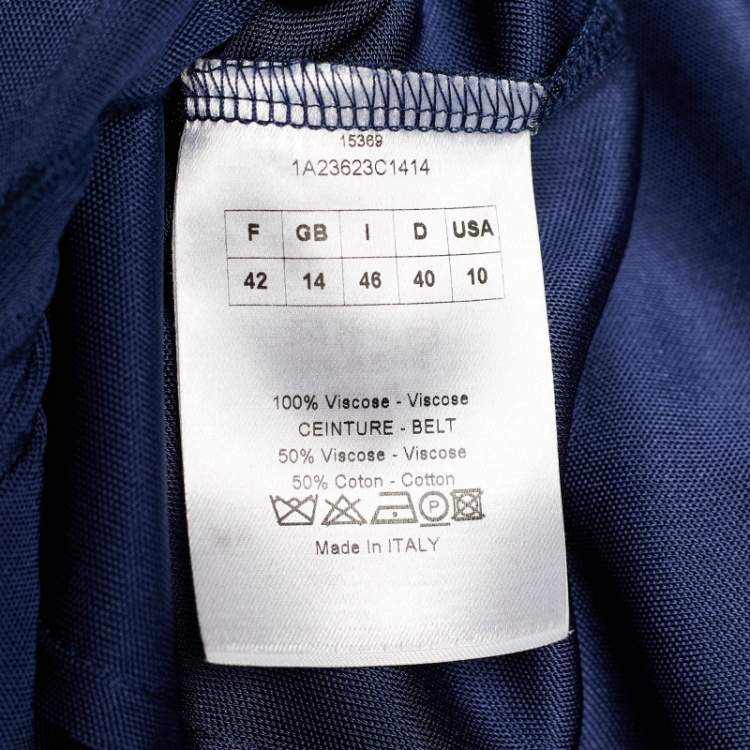 15369
1A23623C1414
F GB I D USA
42 14 46 40 10
100% Viscose - Viscose
CEINTURE - BELT
50% Viscose - Viscose
50% Coton - Cotton
P
Made In ITALY